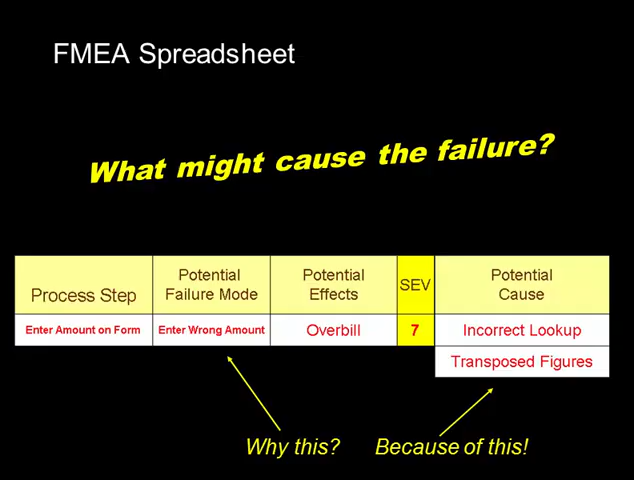 FMEA Spreadsheet
What might cause the failure?
Process Step
Potential
Failure Mode
Potential
Effects
SEV
Potential
Cause
Enter Amount on Form
Enter Wrong Amount
Overbill
7
Incorrect Lookup
Transposed Figures
Why this?
Because of this!